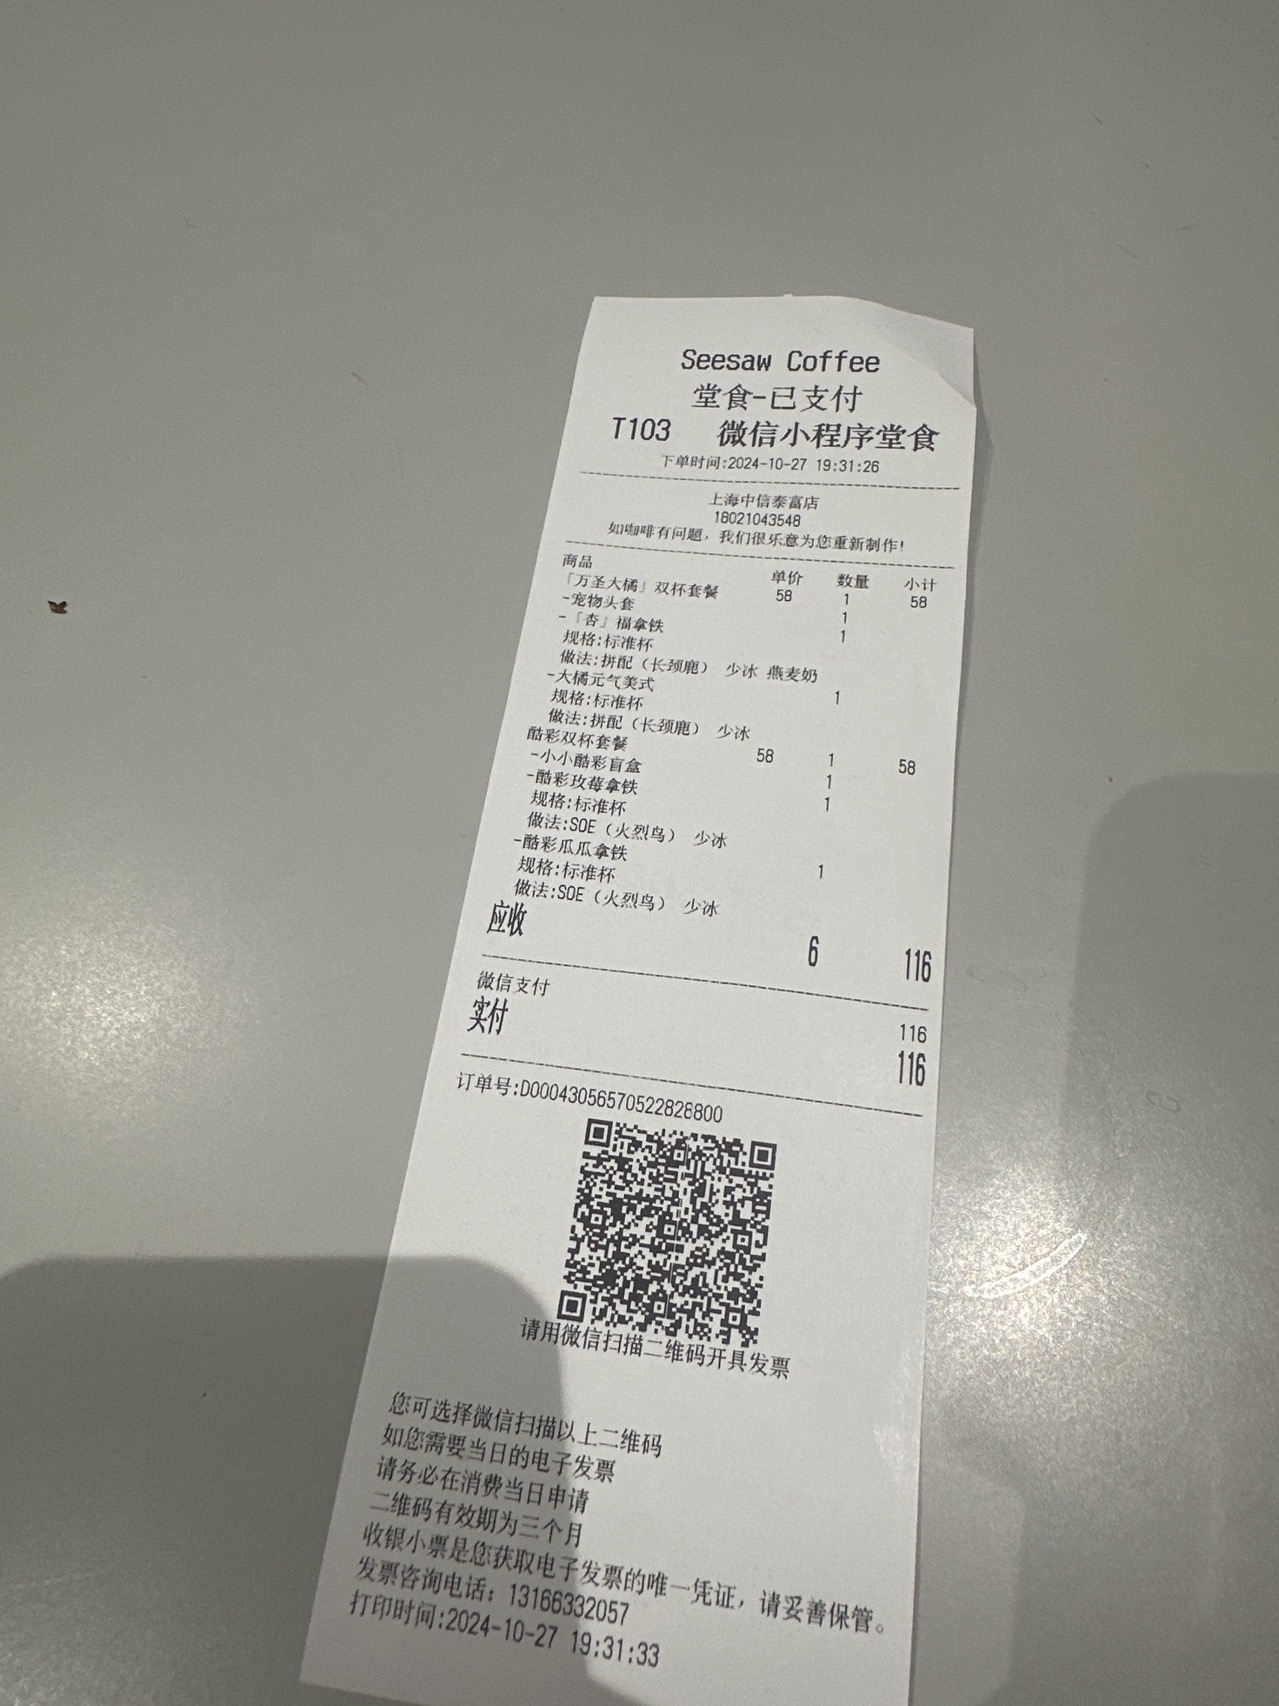 Seesaw Coffee
堂食-已支付
T103 微信小程序堂食
下单时间:2024-10-27 19:31:26
上海中信泰富店
18021043548
如咖啡有问题，我们很乐意为您重新制作！
商品 单价 数量 小计
「万圣大橘」双杯套餐 58 1 58
-宠物头套 1
-「杏」福拿铁 1
规格:标准杯
做法:拼配（长颈鹿） 少冰 燕麦奶
-大橘元气美式 1
规格:标准杯
做法:拼配（长颈鹿） 少冰
酷彩双杯套餐 58 1 58
-小小酷彩盲盒 1
-酷彩玫莓拿铁 1
规格:标准杯
做法:SOE（火烈鸟） 少冰
-酷彩瓜瓜拿铁 1
规格:标准杯
做法:SOE（火烈鸟） 少冰
应收 6 116
微信支付 116
实付 116
订单号:D00043056570522828800
请用微信扫描二维码开具发票
您可选择微信扫描以上二维码
如您需要当日的电子发票
请务必在消费当日申请
二维码有效期为三个月
收银小票是您获取电子发票的唯一凭证，请妥善保管。
发票咨询电话：13166332057
打印时间:2024-10-27 19:31:33